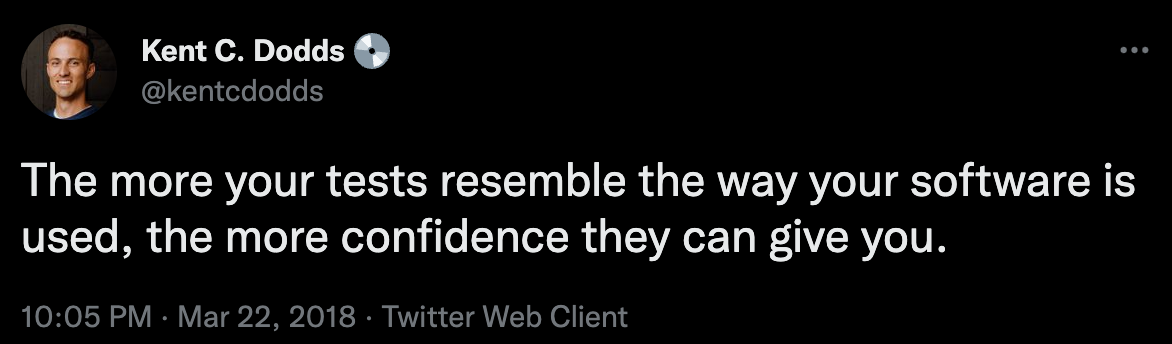 Kent C. Dodds
@kentcdodds
The more your tests resemble the way your software is
used, the more confidence they can give you.
10:05 PM · Mar 22, 2018 · Twitter Web Client